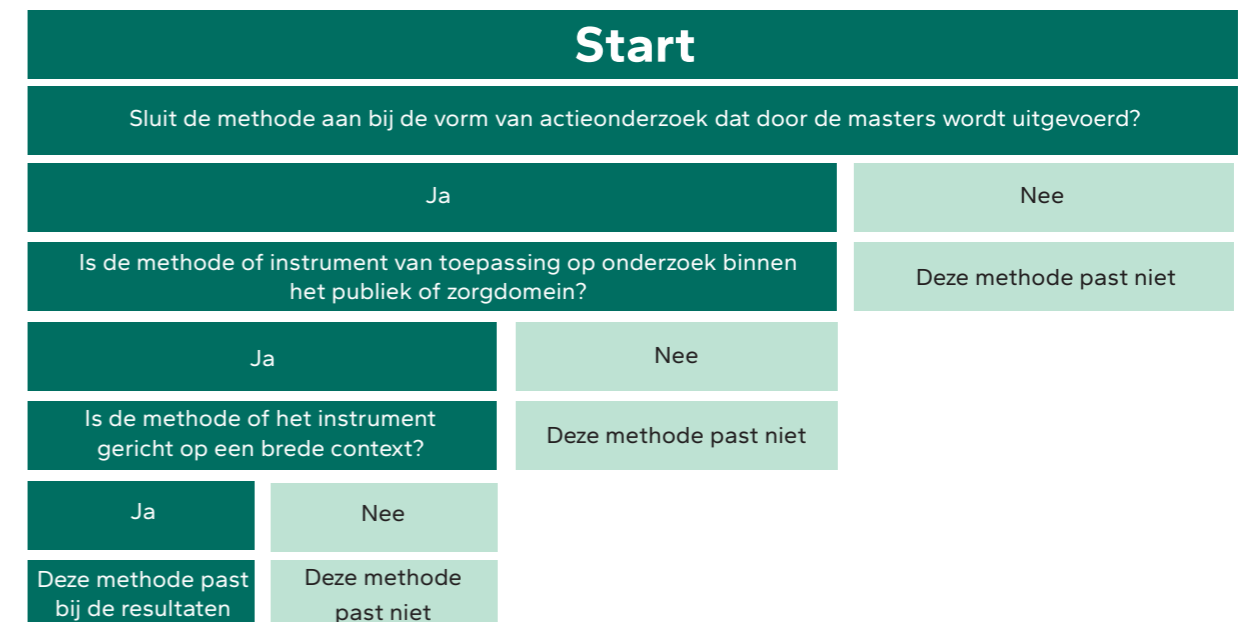 Start
Sluit de methode aan bij de vorm van actieonderzoek dat door de masters wordt uitgevoerd?
Ja
Nee
Is de methode of instrument van toepassing op onderzoek binnen
het publiek of zorgdomein?
Deze methode past niet
Ja
Nee
Is de methode of het instrument
gericht op een brede context?
Deze methode past niet
Ja
Nee
Deze methode past
bij de resultaten
Deze methode
past niet